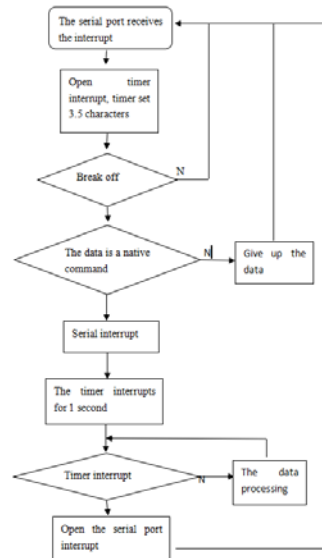 The serial port receives
the interrupt
Open timer
interrupt, timer set
3.5 characters
Break off
N
The data is a native
command
N
Give up the
data
Serial interrupt
The timer interrupts
for 1 second
Timer interrupt
N
The data
processing
Open the serial port
interrupt